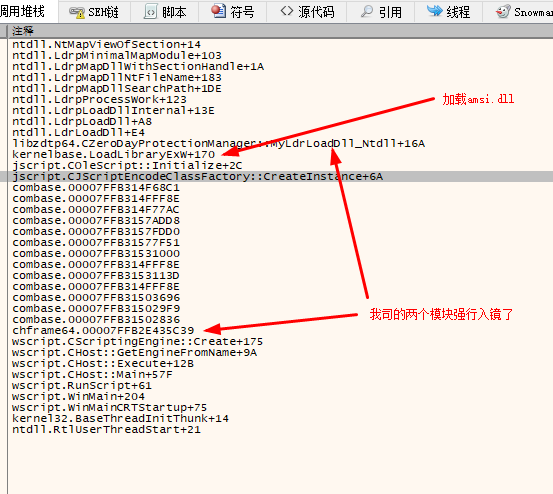 调用堆栈 SEH链 脚本 符号 源代码 引用 线程 Snowman
注释
ntdll.NtMapViewOfSection+14
ntdll.LdrpMinimalMapModule+103
ntdll.LdrpMapDllWithSectionHandle+1A
ntdll.LdrpMapDllNtFileName+183
ntdll.LdrpMapDllSearchPath+1DE
ntdll.LdrpProcessWork+123
ntdll.LdrpLoadDllInternal+13E
ntdll.LdrpLoadDll+A8
ntdll.LdrLoadDll+E4
libzdtp64.CZeroDayProtectionManager::MyLdrLoadDll_Ntdll+16A
kernelbase.LoadLibraryExW+170
jscript.COleScript::Initialize+2C
jscript.CJScriptEncodeClassFactory::CreateInstance+6A
combase.00007FFB314F68C1
combase.00007FFB314FFF8E
combase.00007FFB314F77AC
combase.00007FFB3157ADD8
combase.00007FFB3157FDD0
combase.00007FFB31577F51
combase.00007FFB31531000
combase.00007FFB314FFF8E
combase.00007FFB3153113D
combase.00007FFB314FFF8E
combase.00007FFB31503696
combase.00007FFB315029F9
combase.00007FFB31502836
chframe64.00007FFB2E435C39
wscript.CScriptingEngine::Create+175
wscript.CHost::GetEngineFromName+9A
wscript.CHost::Execute+12B
wscript.CHost::Main+57F
wscript.RunScript+61
wscript.WinMain+204
wscript.WinMainCRTStartup+75
kernel32.BaseThreadInitThunk+14
ntdll.RtlUserThreadStart+21
加载amsi.dll
我司的两个模块强行入镜了